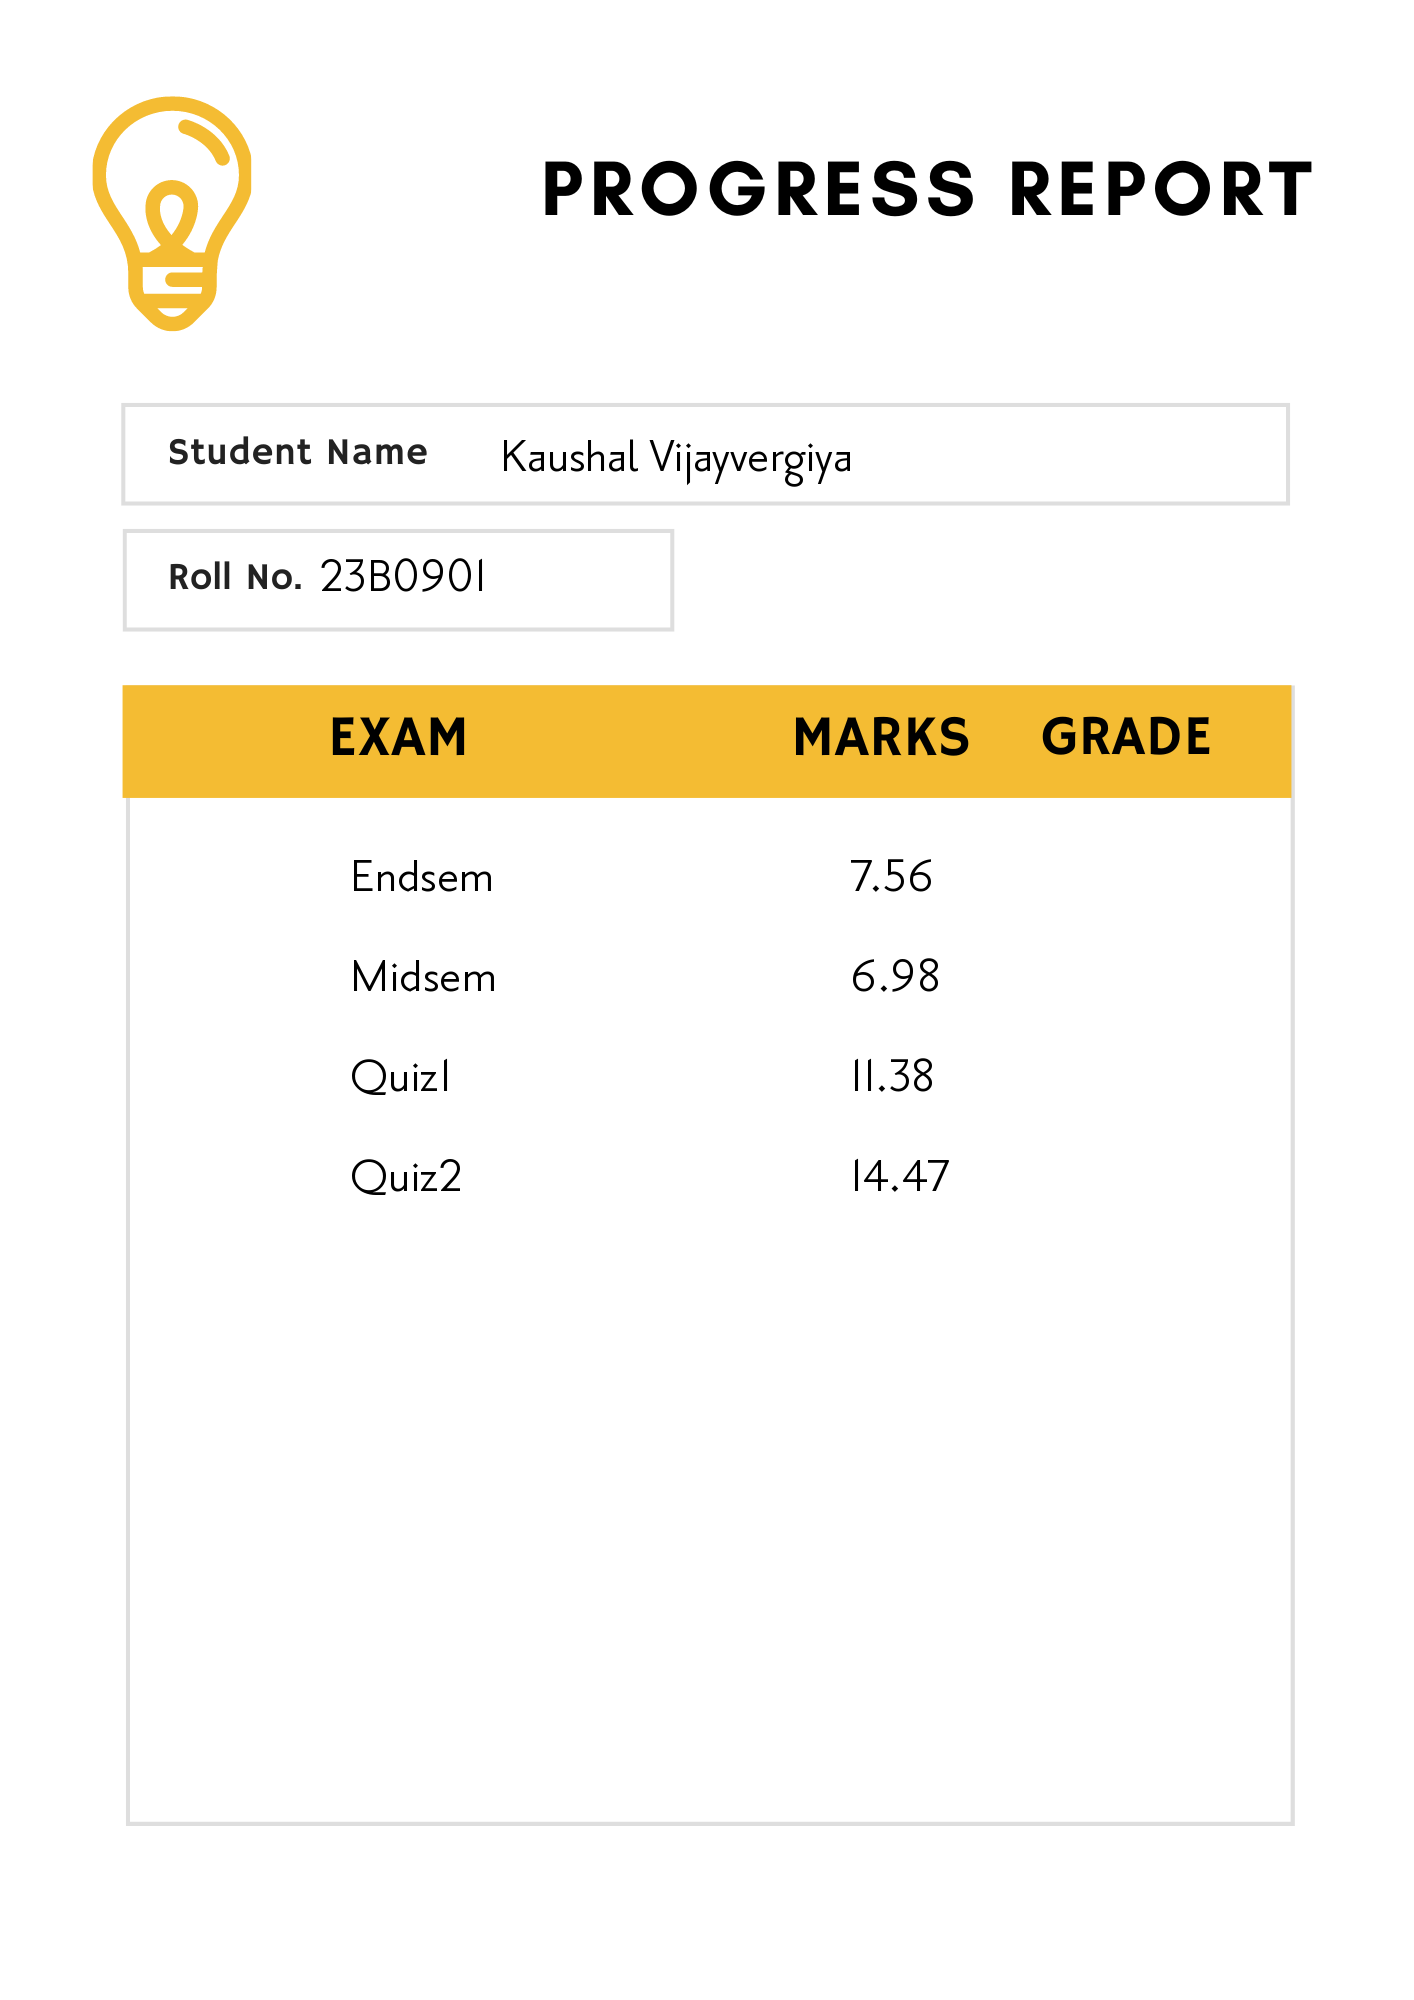 PROGRESS REPORT
Student Name Kaushal Vijayvergiya
Roll No. 23B0901
EXAM MARKS GRADE
Endsem 7.56
Midsem 6.98
Quiz1 11.38
Quiz2 14.47